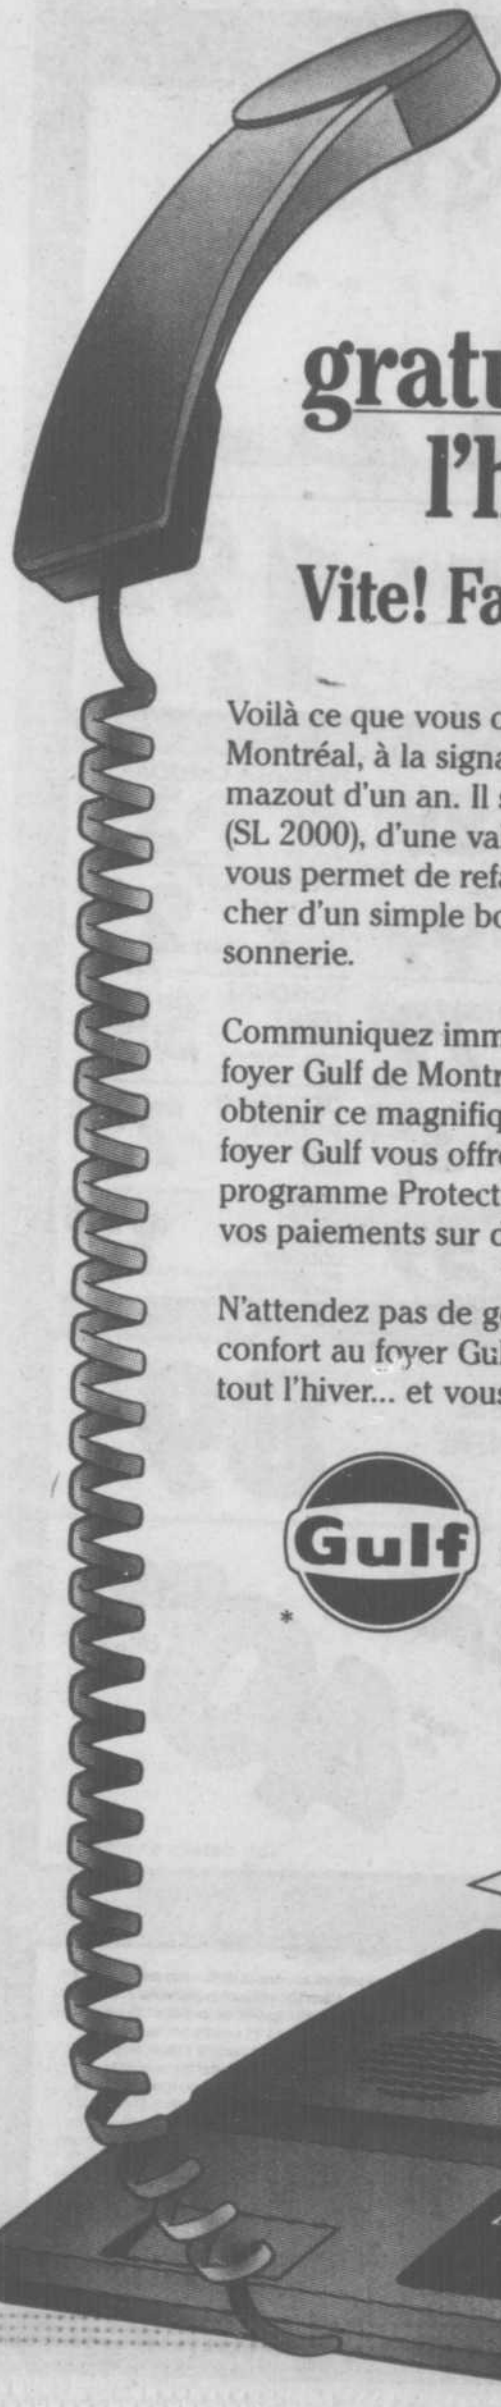 gratu
l'h
Vite! Fa
Voilà ce que vous o
Montréal, à la signa
mazout d'un an. Il s
(SL 2000), d'une va
vous permet de refa
cher d'un simple bo
sonnerie.
Communiquez imm
foyer Gulf de Montr
obtenir ce magnifiq
foyer Gulf vous offre
programme Protect
vos paiements sur d
N'attendez pas de ge
confort au foyer Gul
tout l'hiver... et vous
Gulf
*